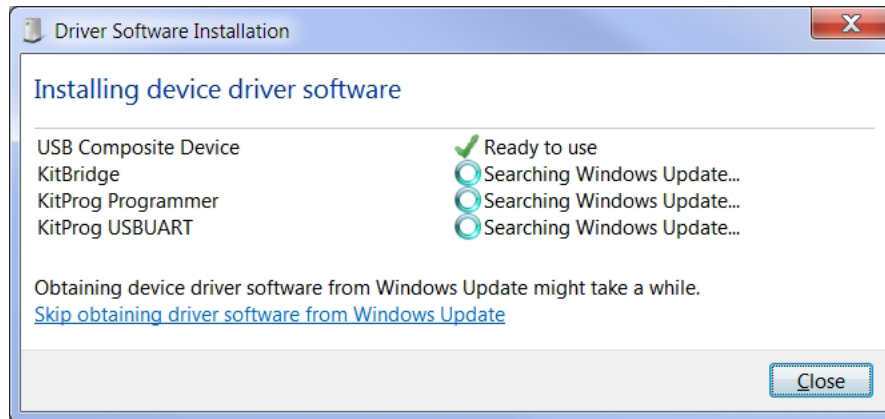 Driver Software Installation
Installing device driver software
USB Composite Device Ready to use
KitBridge Searching Windows Update...
KitProg Programmer Searching Windows Update...
KitProg USBUART Searching Windows Update...
Obtaining device driver software from Windows Update might take a while.
Skip obtaining driver software from Windows Update
Close